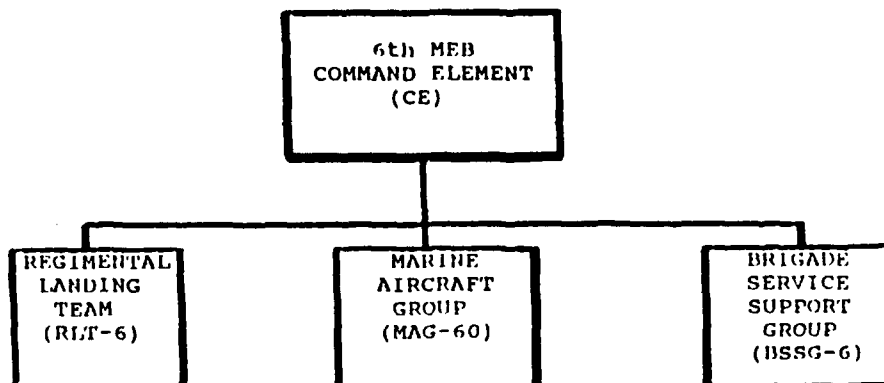 6th MEB
COMMAND ELEMENT
(CE)
REGIMENTAL
LANDING
TEAM
(RLT-6)
MARINE
AIRCRAFT
GROUP
(MAG-60)
BRIGADE
SERVICE
SUPPORT
GROUP
(BSSG-6)